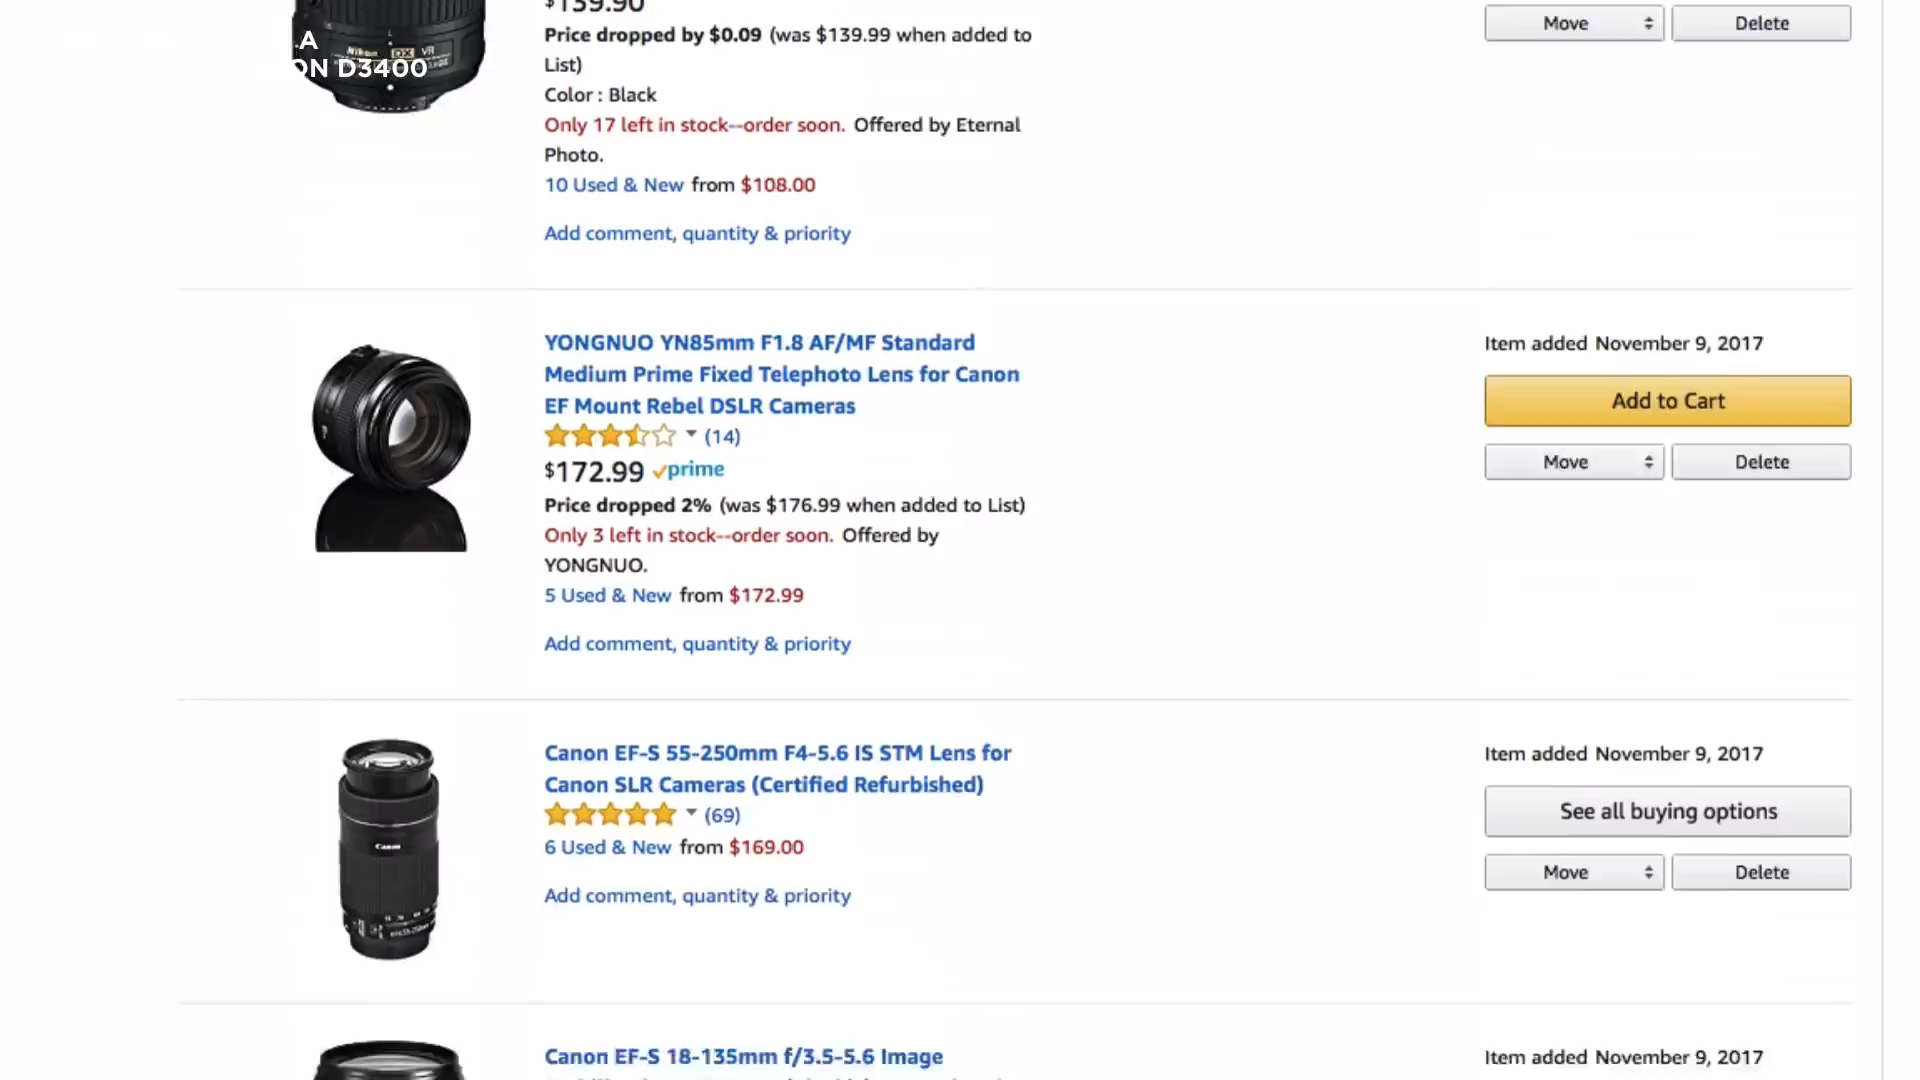 $139.90
.A
ON D3400
Nikon DX VR
Price dropped by $0.09 (was $139.99 when added to
List)
Color : Black
Only 17 left in stock--order soon. Offered by Eternal
Photo.
10 Used & New from $108.00
Add comment, quantity & priority
Move
Delete
YONGNUO YN85mm F1.8 AF/MF Standard
Medium Prime Fixed Telephoto Lens for Canon
EF Mount Rebel DSLR Cameras
(14)
$172.99 prime
Price dropped 2% (was $176.99 when added to List)
Only 3 left in stock--order soon. Offered by
YONGNUO.
5 Used & New from $172.99
Add comment, quantity & priority
Item added November 9, 2017
Add to Cart
Move
Delete
Canon
Canon EF-S 55-250mm F4-5.6 IS STM Lens for
Canon SLR Cameras (Certified Refurbished)
(69)
6 Used & New from $169.00
Add comment, quantity & priority
Item added November 9, 2017
See all buying options
Move
Delete
Canon EF-S 18-135mm f/3.5-5.6 Image
Item added November 9, 2017